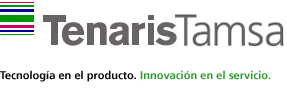 TenarisTamsa
Tecnología en el producto. Innovación en el servicio.